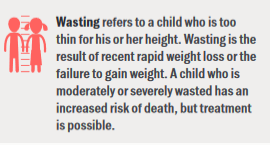 Wasting refers to a child who is too
thin for his or her height. Wasting is the
result of recent rapid weight loss or the
failure to gain weight. A child who is
moderately or severely wasted has an
increased risk of death, but treatment
is possible.